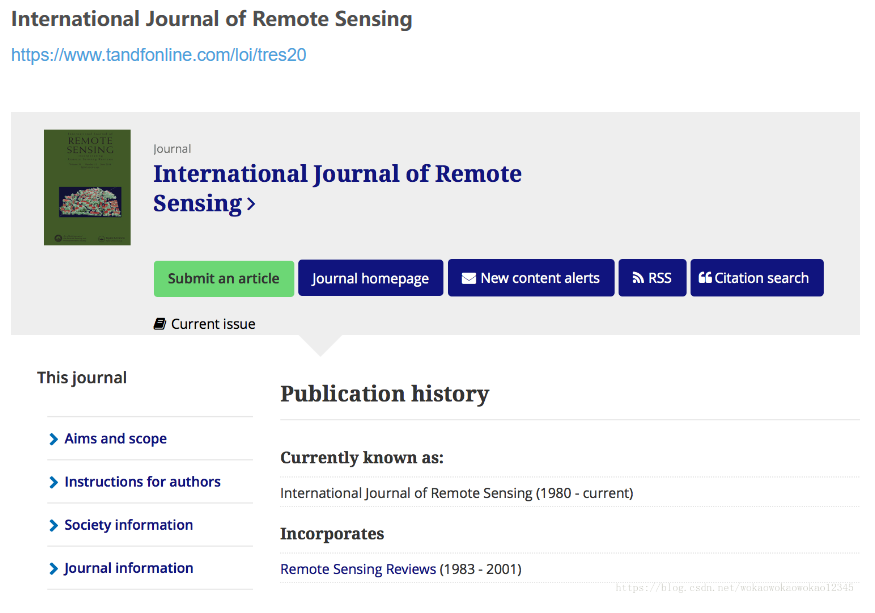 International Journal of Remote Sensing
https://www.tandfonline.com/loi/tres20
REMOTE
SENSING
Journal
International Journal of Remote
Sensing
Submit an article
Journal homepage
New content alerts
RSS
Citation search
Current issue
This journal
Aims and scope
Instructions for authors
Society information
Journal information
Publication history
Currently known as:
International Journal of Remote Sensing (1980 - current)
Incorporates
Remote Sensing Reviews (1983 - 2001)
https://blog.csdn.net/wokaowokaowokao12345